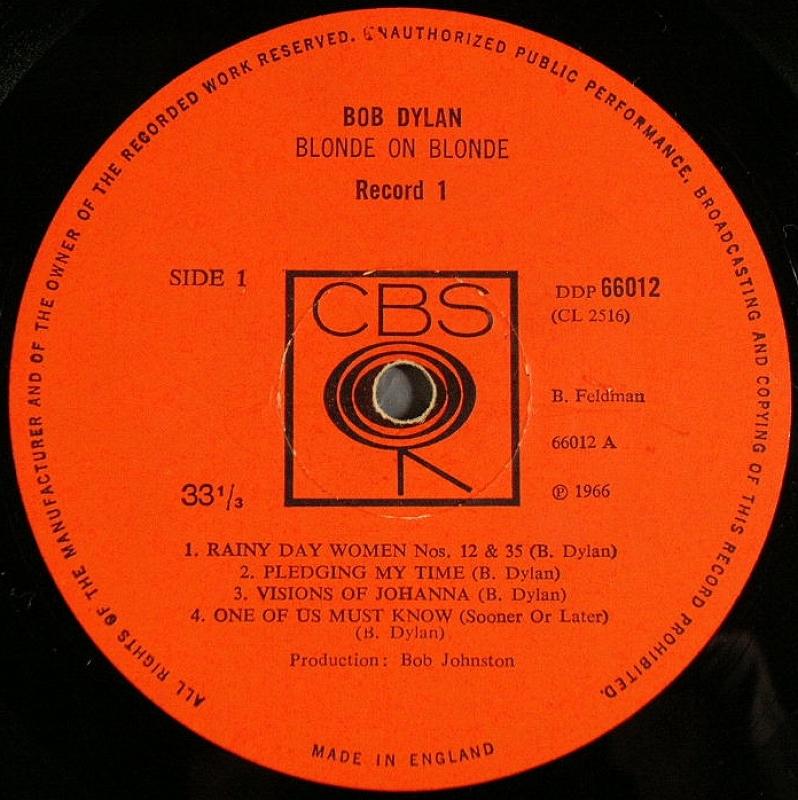 ALL RIGHTS OF THE MANUFACTURER AND OF THE OWNER OF THE RECORDED WORK RESERVED. UNAUTHORIZED PUBLIC PERFORMANCE, BROADCASTING AND COPYING OF THIS RECORD PROHIBITED.
BOB DYLAN
BLONDE ON BLONDE
Record 1
SIDE 1
CBS
DDP 66012
(CL 2516)
B. Feldman
66012 A
33⅓
℗ 1966
1. RAINY DAY WOMEN Nos. 12 & 35 (B. Dylan)
2. PLEDGING MY TIME (B. Dylan)
3. VISIONS OF JOHANNA (B. Dylan)
4. ONE OF US MUST KNOW (Sooner Or Later)
(B. Dylan)
Production: Bob Johnston
MADE IN ENGLAND